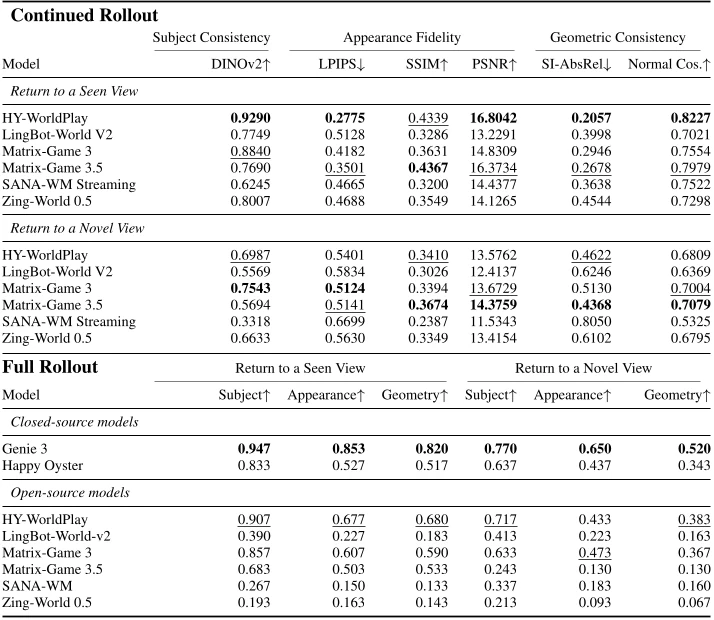 Continued Rollout
Subject Consistency Appearance Fidelity Geometric Consistency
Model DINOv2↑ LPIPS↓ SSIM↑ PSNR↑ SI-AbsRel↓ Normal Cos.↑
Return to a Seen View
HY-WorldPlay 0.9290 0.2775 0.4339 16.8042 0.2057 0.8227
LingBot-World V2 0.7749 0.5128 0.3286 13.2291 0.3998 0.7021
Matrix-Game 3 0.8840 0.4182 0.3631 14.8309 0.2946 0.7554
Matrix-Game 3.5 0.7690 0.3501 0.4367 16.3734 0.2678 0.7979
SANA-WM Streaming 0.6245 0.4665 0.3200 14.4377 0.3638 0.7522
Zing-World 0.5 0.8007 0.4688 0.3549 14.1265 0.4544 0.7298
Return to a Novel View
HY-WorldPlay 0.6987 0.5401 0.3410 13.5762 0.4622 0.6809
LingBot-World V2 0.5569 0.5834 0.3026 12.4137 0.6246 0.6369
Matrix-Game 3 0.7543 0.5124 0.3394 13.6729 0.5130 0.7004
Matrix-Game 3.5 0.5694 0.5141 0.3674 14.3759 0.4368 0.7079
SANA-WM Streaming 0.3318 0.6699 0.2387 11.5343 0.8050 0.5325
Zing-World 0.5 0.6633 0.5630 0.3349 13.4154 0.6102 0.6795
Full Rollout Return to a Seen View Return to a Novel View
Model Subject↑ Appearance↑ Geometry↑ Subject↑ Appearance↑ Geometry↑
Closed-source models
Genie 3 0.947 0.853 0.820 0.770 0.650 0.520
Happy Oyster 0.833 0.527 0.517 0.637 0.437 0.343
Open-source models
HY-WorldPlay 0.907 0.677 0.680 0.717 0.433 0.383
LingBot-World-v2 0.390 0.227 0.183 0.413 0.223 0.163
Matrix-Game 3 0.857 0.607 0.590 0.633 0.473 0.367
Matrix-Game 3.5 0.683 0.503 0.533 0.243 0.130 0.130
SANA-WM 0.267 0.150 0.133 0.337 0.183 0.160
Zing-World 0.5 0.193 0.163 0.143 0.213 0.093 0.067